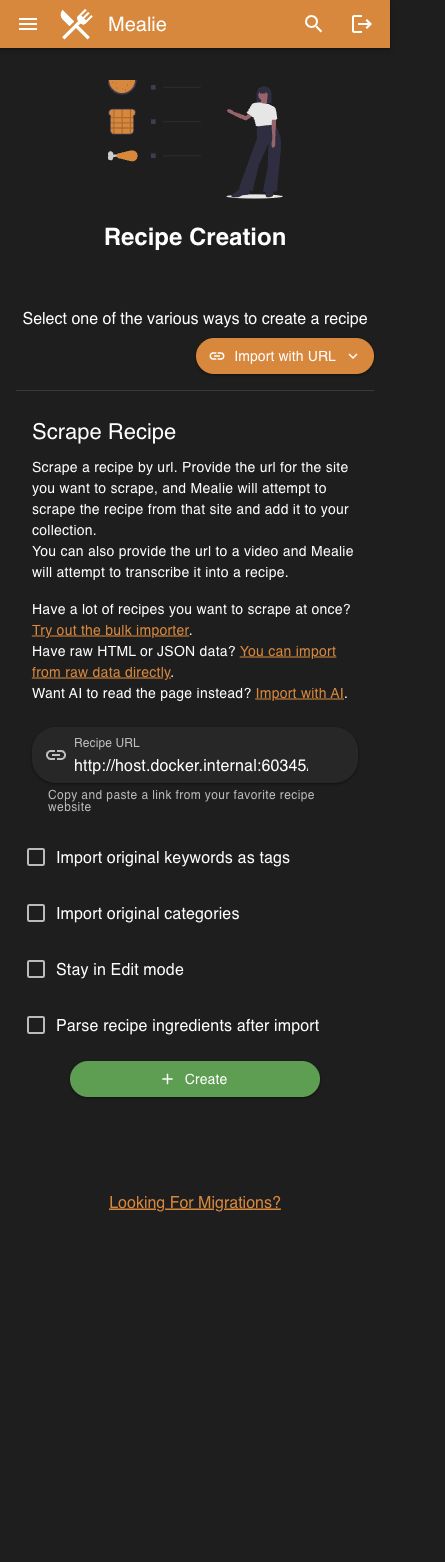 Mealie
Recipe Creation
Select one of the various ways to create a recipe
Import with URL
Scrape Recipe
Scrape a recipe by url. Provide the url for the site
you want to scrape, and Mealie will attempt to
scrape the recipe from that site and add it to your
collection.
You can also provide the url to a video and Mealie
will attempt to transcribe it into a recipe.
Have a lot of recipes you want to scrape at once?
Try out the bulk importer.
Have raw HTML or JSON data? You can import
from raw data directly.
Want AI to read the page instead? Import with AI.
Recipe URL
http://host.docker.internal:60345.
Copy and paste a link from your favorite recipe
website
Import original keywords as tags
Import original categories
Stay in Edit mode
Parse recipe ingredients after import
Create
Looking For Migrations?